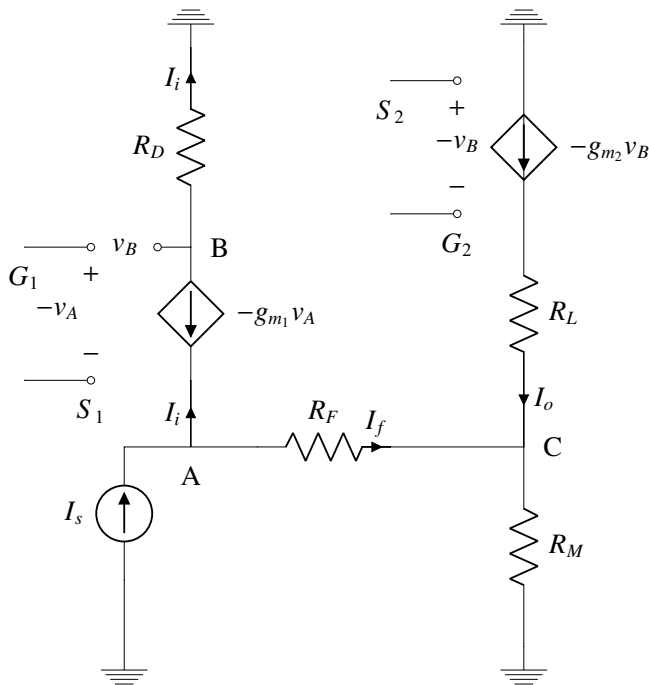 I_i
S_2
+
R_D
−v_B
−g_{m_2}v_B
−
v_B
B
G_1
+
G_2
−v_A
−g_{m_1}v_A
R_L
−
S_1
I_i
R_F
I_f
I_o
A
C
I_s
R_M